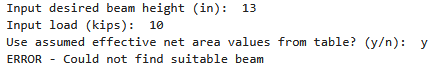 Input desired beam height (in):  13
Input load (kips):  10
Use assumed effective net area values from table? (y/n):  y
ERROR - Could not find suitable beam